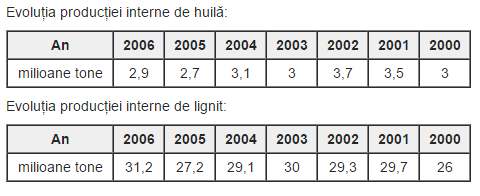 Evoluția producției interne de huilă:
An 2006 2005 2004 2003 2002 2001 2000
milioane tone 2,9 2,7 3,1 3 3,7 3,5 3
Evoluția producției interne de lignit:
An 2006 2005 2004 2003 2002 2001 2000
milioane tone 31,2 27,2 29,1 30 29,3 29,7 26